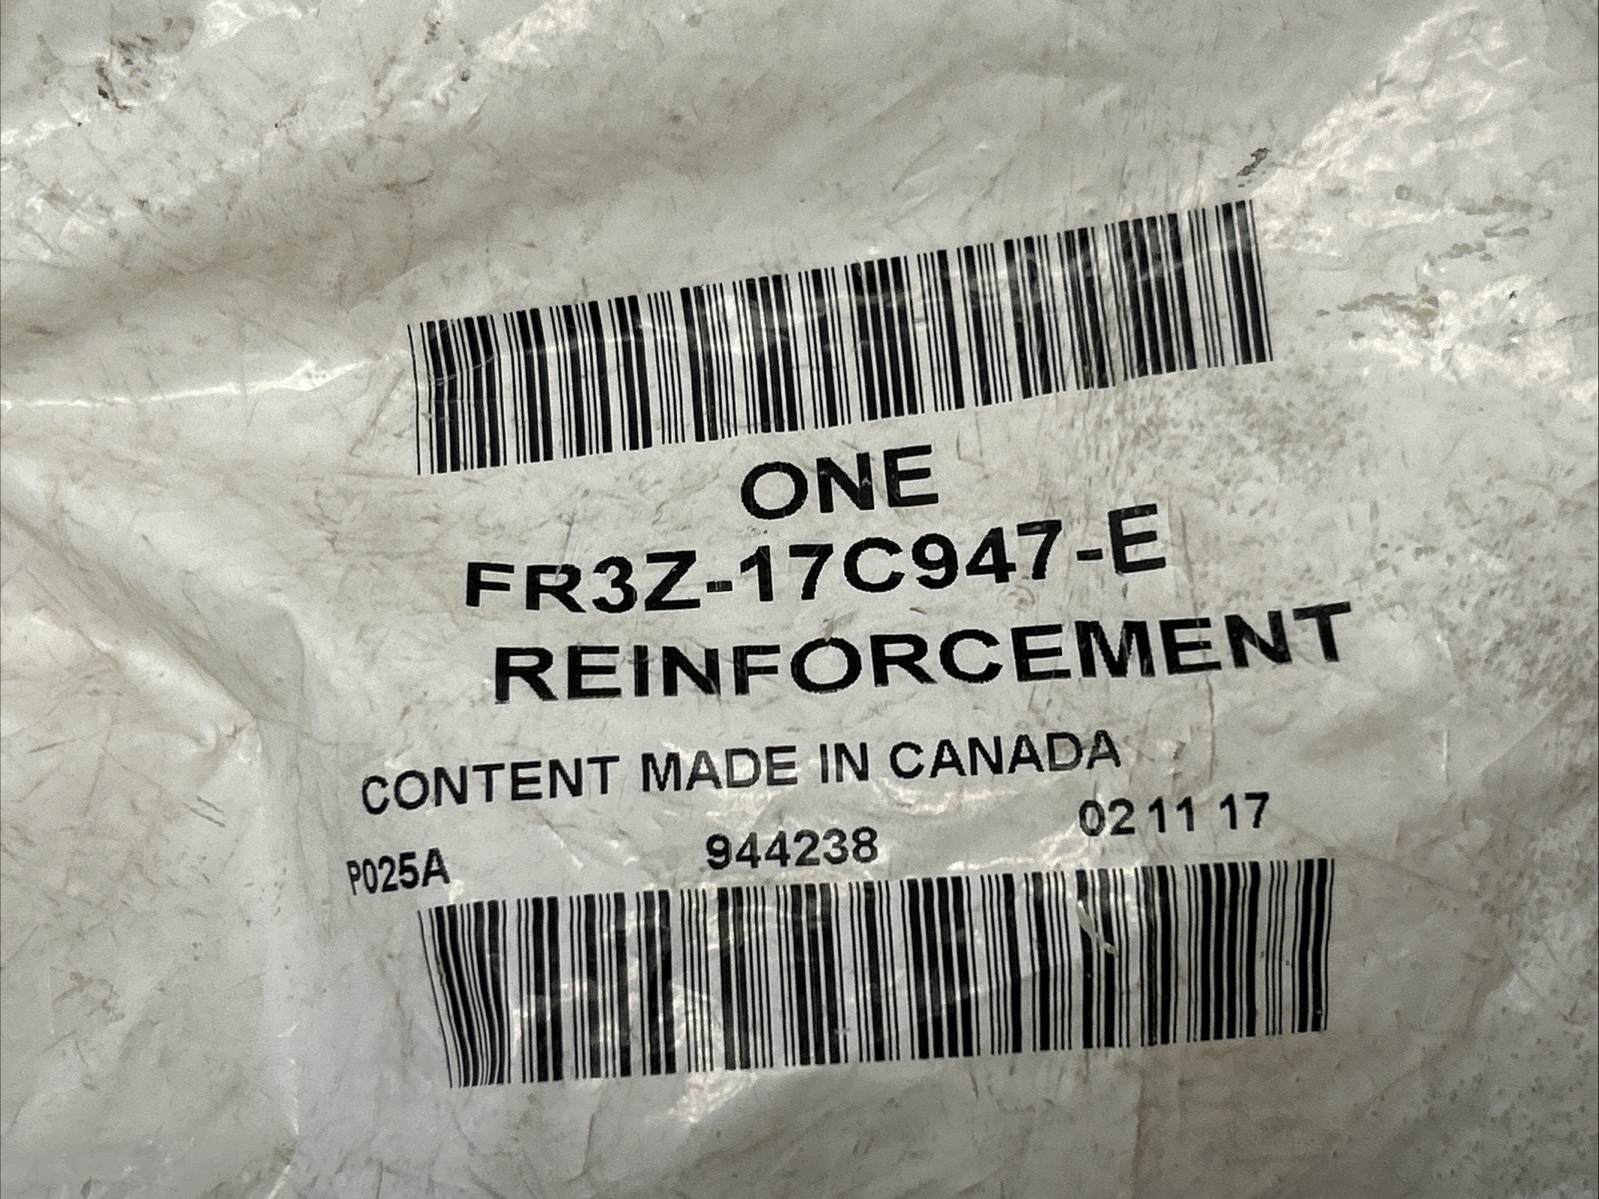 ONE
FR3Z-17C947-E
REINFORCEMENT
CONTENT MADE IN CANADA
P025A 944238 02 11 17